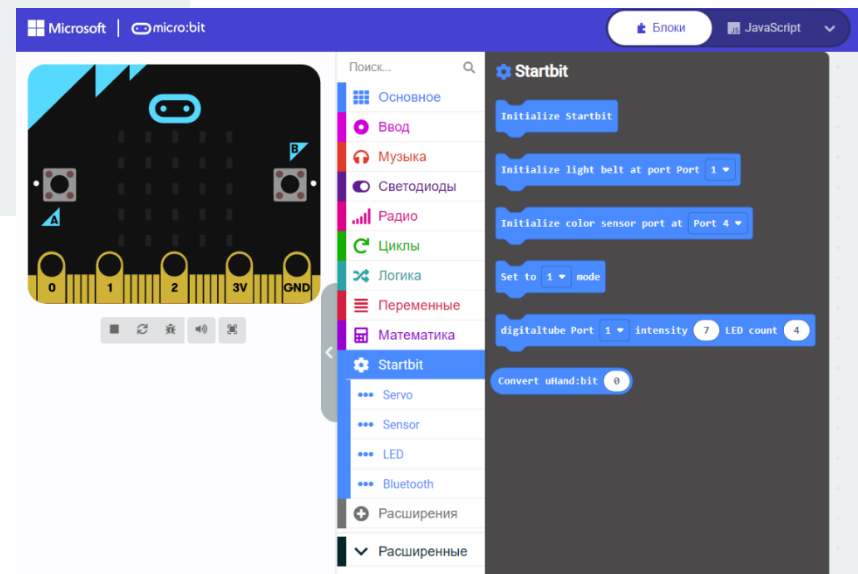 Microsoft
micro:bit
Блоки
JS
JavaScript
B
A
0
1
2
3V
GND
Поиск...
Основное
Ввод
Музыка
Светодиоды
Радио
Циклы
Логика
Переменные
Математика
Startbit
Servo
Sensor
LED
Bluetooth
Расширения
Расширенные
Startbit
Initialize Startbit
Initialize light belt at port Port 1
Initialize color sensor port at Port 4
Set to 1 mode
digitaltube Port 1 intensity 7 LED count 4
Convert uHand:bit 0